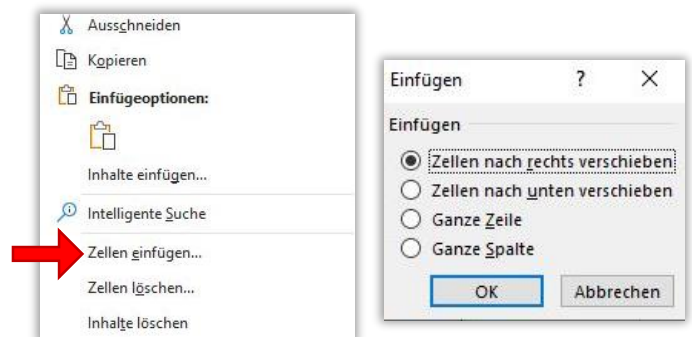 Ausschneiden
Kopieren
Einfügeoptionen:
Inhalte einfügen...
Intelligente Suche
Zellen einfügen...
Zellen löschen...
Inhalte löschen
Einfügen ? ×
Einfügen
Zellen nach rechts verschieben
Zellen nach unten verschieben
Ganze Zeile
Ganze Spalte
OK Abbrechen